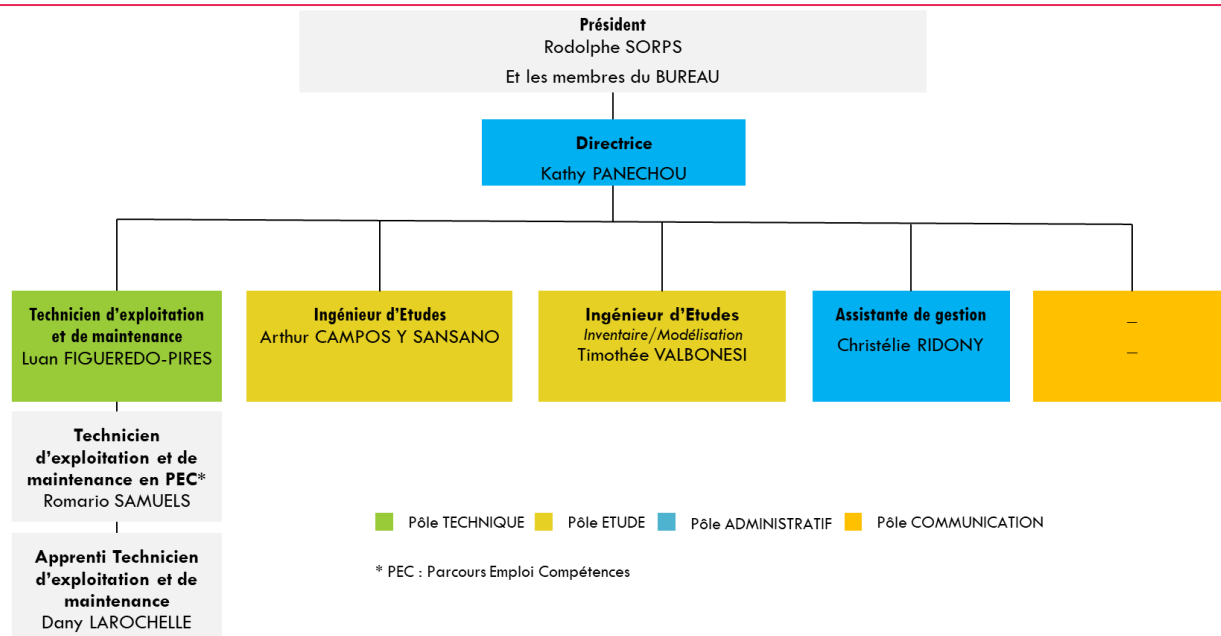 Président
Rodolphe SORPS
Et les membres du BUREAU
Directrice
Kathy PANECHOU
Technicien d'exploitation
et de maintenance
Luan FIGUEREDO-PIRES
Ingénieur d'Etudes
Arthur CAMPOS Y SANSANO
Ingénieur d'Etudes
Inventaire/Modélisation
Timothée VALBONESI
Assistante de gestion
Christélie RIDONY
_
_
Technicien
d'exploitation et de
maintenance en PEC*
Romario SAMUELS
Apprenti Technicien
d'exploitation et de
maintenance
Dany LAROCHELLE
Pôle TECHNIQUE
Pôle ETUDE
Pôle ADMINISTRATIF
Pôle COMMUNICATION
* PEC : Parcours Emploi Compétences